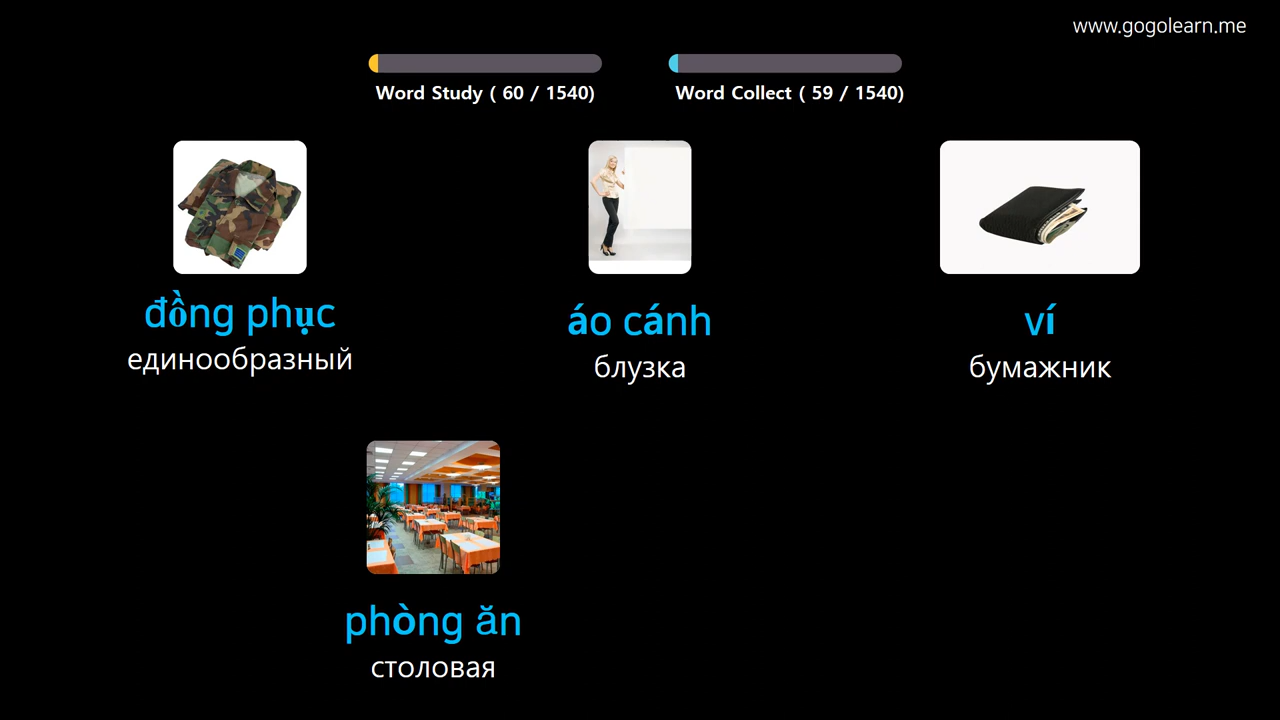 www.gogolearn.me
Word Study ( 60 / 1540)
Word Collect ( 59 / 1540)
đồng phục
единообразный
áo cánh
блузка
ví
бумажник
phòng ăn
столовая